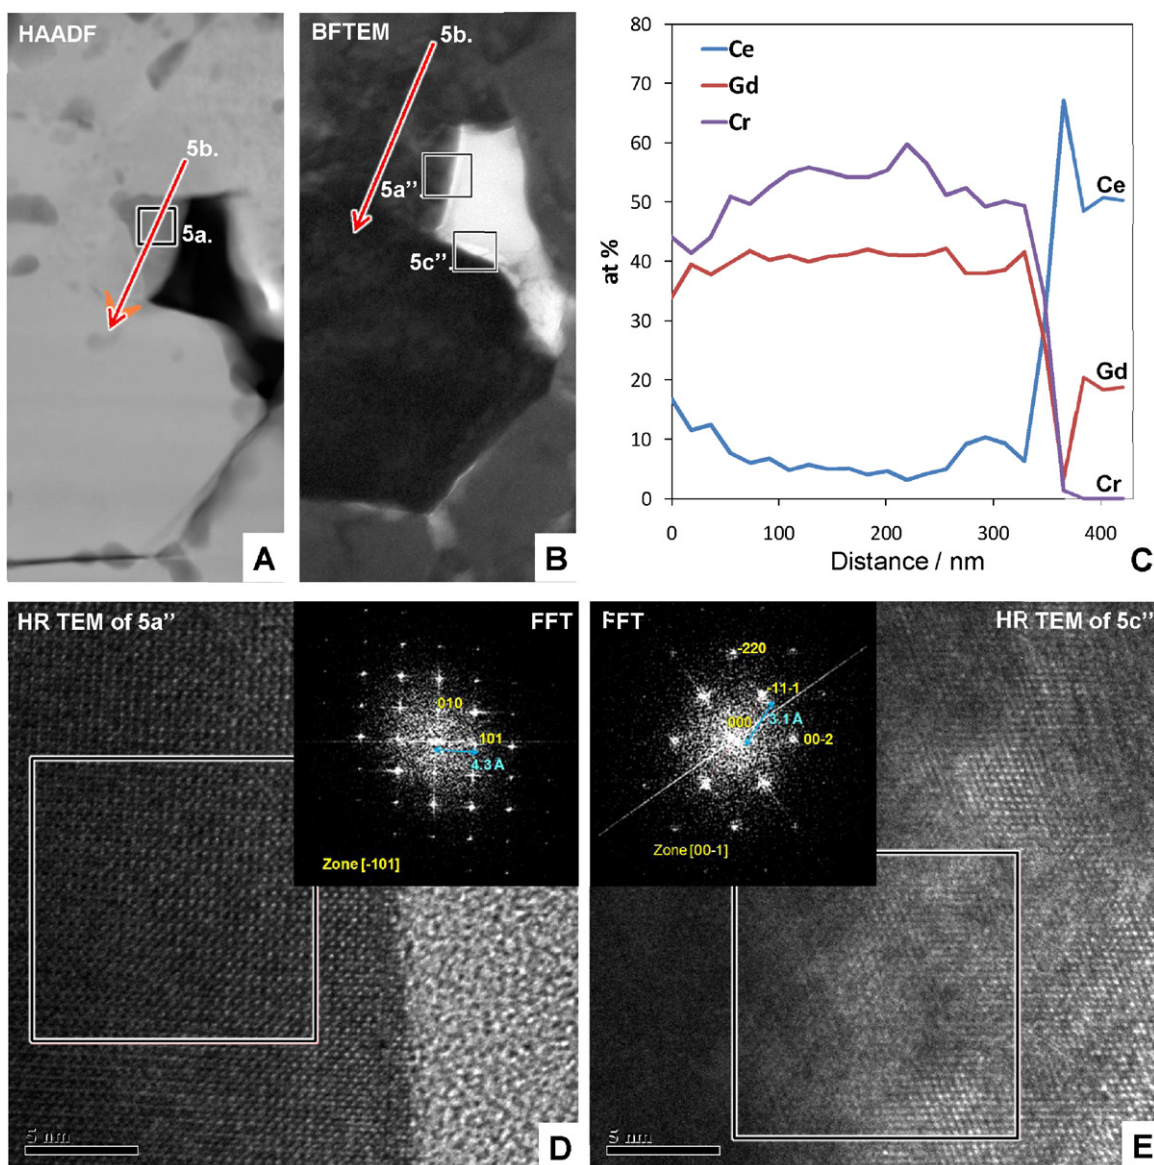 HAADF
5b.
5a.
A
BFTEM
5b.
5a''.
5c''.
B
80
70
60
50
40
30
20
10
0
at %
Ce
Gd
Cr
Ce
Gd
Cr
0 100 200 300 400
Distance / nm
C
HR TEM of 5a''
FFT
010
101
4.3A
Zone [-101]
5 nm
D
FFT
HR TEM of 5c''
-220
-11-1
000
3.1A
00-2
Zone [00-1]
5 nm
E